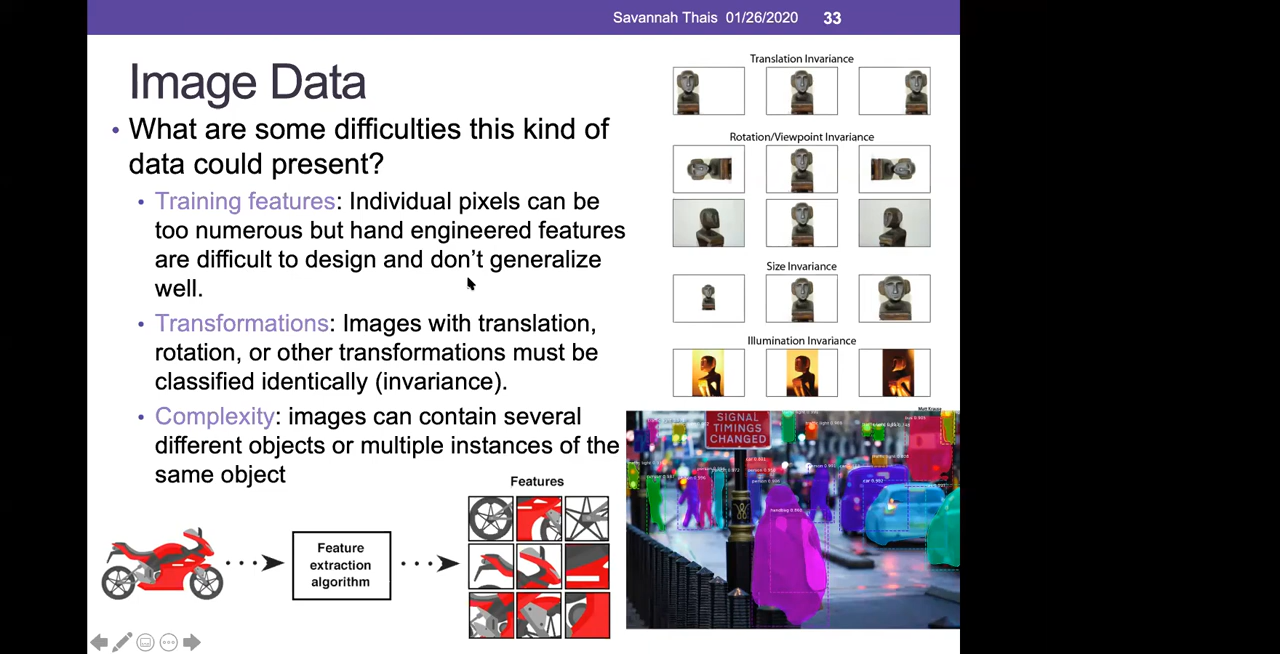 Savannah Thais 01/26/2020 33
Image Data
• What are some difficulties this kind of
data could present?
• Training features: Individual pixels can be
too numerous but hand engineered features
are difficult to design and don't generalize
well.
• Transformations: Images with translation,
rotation, or other transformations must be
classified identically (invariance).
• Complexity: images can contain several
different objects or multiple instances of the
same object
Feature
extraction
algorithm
Features
Translation Invariance
Rotation/Viewpoint Invariance
Size Invariance
Illumination Invariance
SIGNAL
TIMINGS
CHANGED